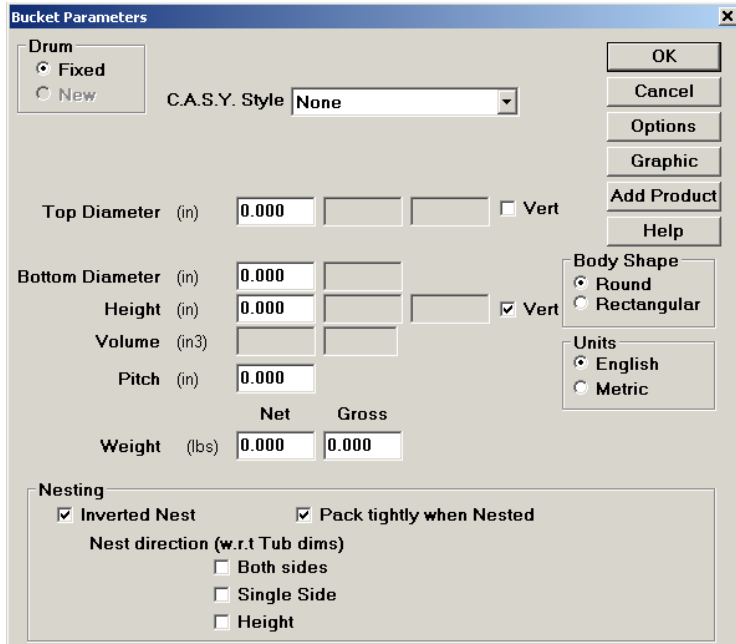 Bucket Parameters
Drum
Fixed
New
C.A.S.Y. Style None
OK
Cancel
Options
Graphic
Add Product
Help
Top Diameter (in) 0.000 Vert
Bottom Diameter (in) 0.000
Height (in) 0.000 Vert
Volume (in3)
Pitch (in) 0.000
Body Shape
Round
Rectangular
Units
English
Metric
Net Gross
Weight (lbs) 0.000 0.000
Nesting
Inverted Nest Pack tightly when Nested
Nest direction (w.r.t Tub dims)
Both sides
Single Side
Height